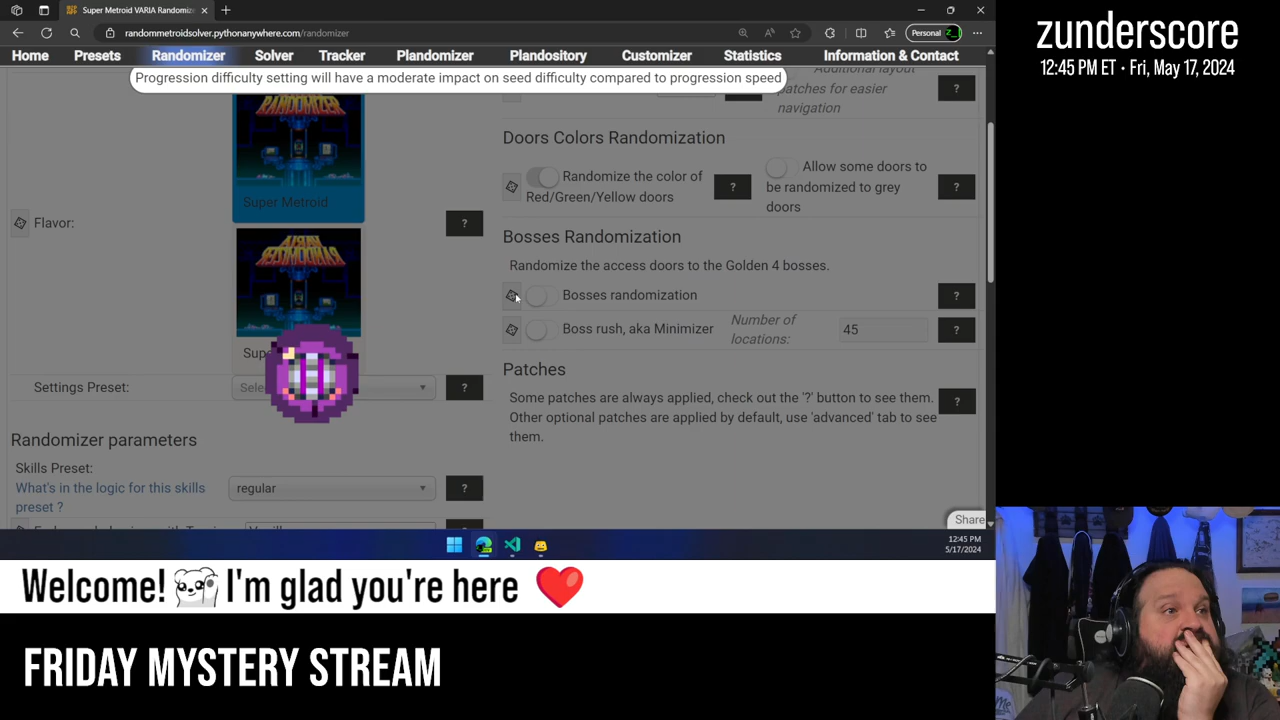 Super Metroid VARIA Randomiz
randommetroidsolver.pythonanywhere.com/randomizer
Personal
Home Presets Randomizer Solver Tracker Plandomizer Plandository Customizer Statistics Information & Contact
Progression difficulty setting will have a moderate impact on seed difficulty compared to progression speed
RANDOMIZER
Super Metroid
Flavor:
?
VARIA
RANDOMIZER
Settings Preset:
?
Randomizer parameters
Skills Preset:
What's in the logic for this skills
preset ?
regular
?
Additional layout
patches for easier
navigation
?
Doors Colors Randomization
Randomize the color of
Red/Green/Yellow doors
?
Allow some doors to
be randomized to grey
doors
?
Bosses Randomization
Randomize the access doors to the Golden 4 bosses.
Bosses randomization
?
Boss rush, aka Minimizer
Number of
locations:
45
?
Patches
Some patches are always applied, check out the '?' button to see them.
Other optional patches are applied by default, use 'advanced' tab to see
them.
?
Share
12:45 PM
5/17/2024
zunderscore
12:45 PM ET • Fri, May 17, 2024
Welcome! I'm glad you're here
FRIDAY MYSTERY STREAM